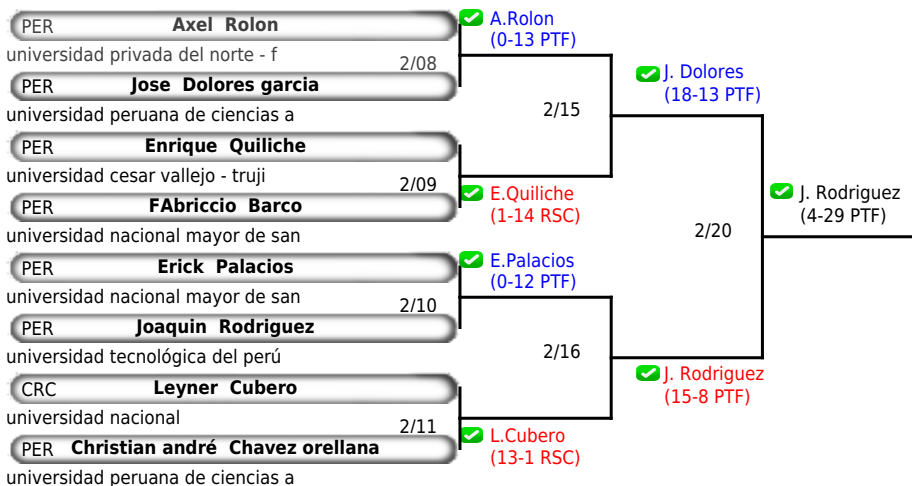 PER Axel Rolon
universidad privada del norte - f
2/08
PER Jose Dolores garcia
universidad peruana de ciencias a
PER Enrique Quiliche
universidad cesar vallejo - truji
2/09
PER FAbriccio Barco
universidad nacional mayor de san
PER Erick Palacios
universidad nacional mayor de san
2/10
PER Joaquin Rodriguez
universidad tecnológica del perú
CRC Leyner Cubero
universidad nacional
2/11
PER Christian andré Chavez orellana
universidad peruana de ciencias a
A.Rolon
(0-13 PTF)
2/15
E.Quiliche
(1-14 RSC)
E.Palacios
(0-12 PTF)
2/16
L.Cubero
(13-1 RSC)
J. Dolores
(18-13 PTF)
2/20
J. Rodriguez
(15-8 PTF)
J. Rodriguez
(4-29 PTF)